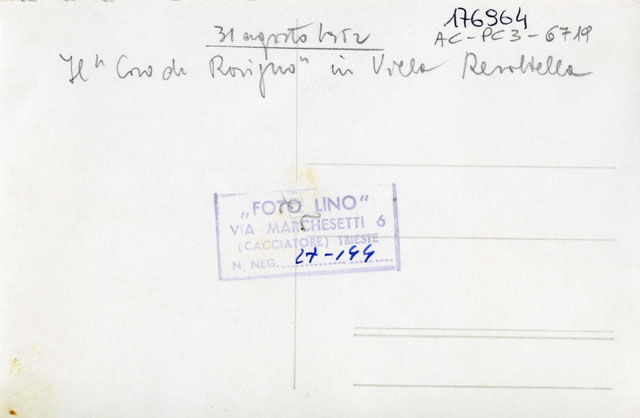 176964
AC-PC3-6719
31 agosto 1952
Il "Coro di Rovigno" in Villa Revoltella
„FOTO LINO"
VIA MARCHESETTI 6
(CACCIATORE) TRIESTE
N. NEG. 27-144